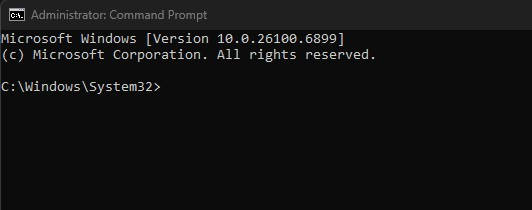 Administrator: Command Prompt
Microsoft Windows [Version 10.0.26100.6899]
(c) Microsoft Corporation. All rights reserved.
C:\Windows\System32>